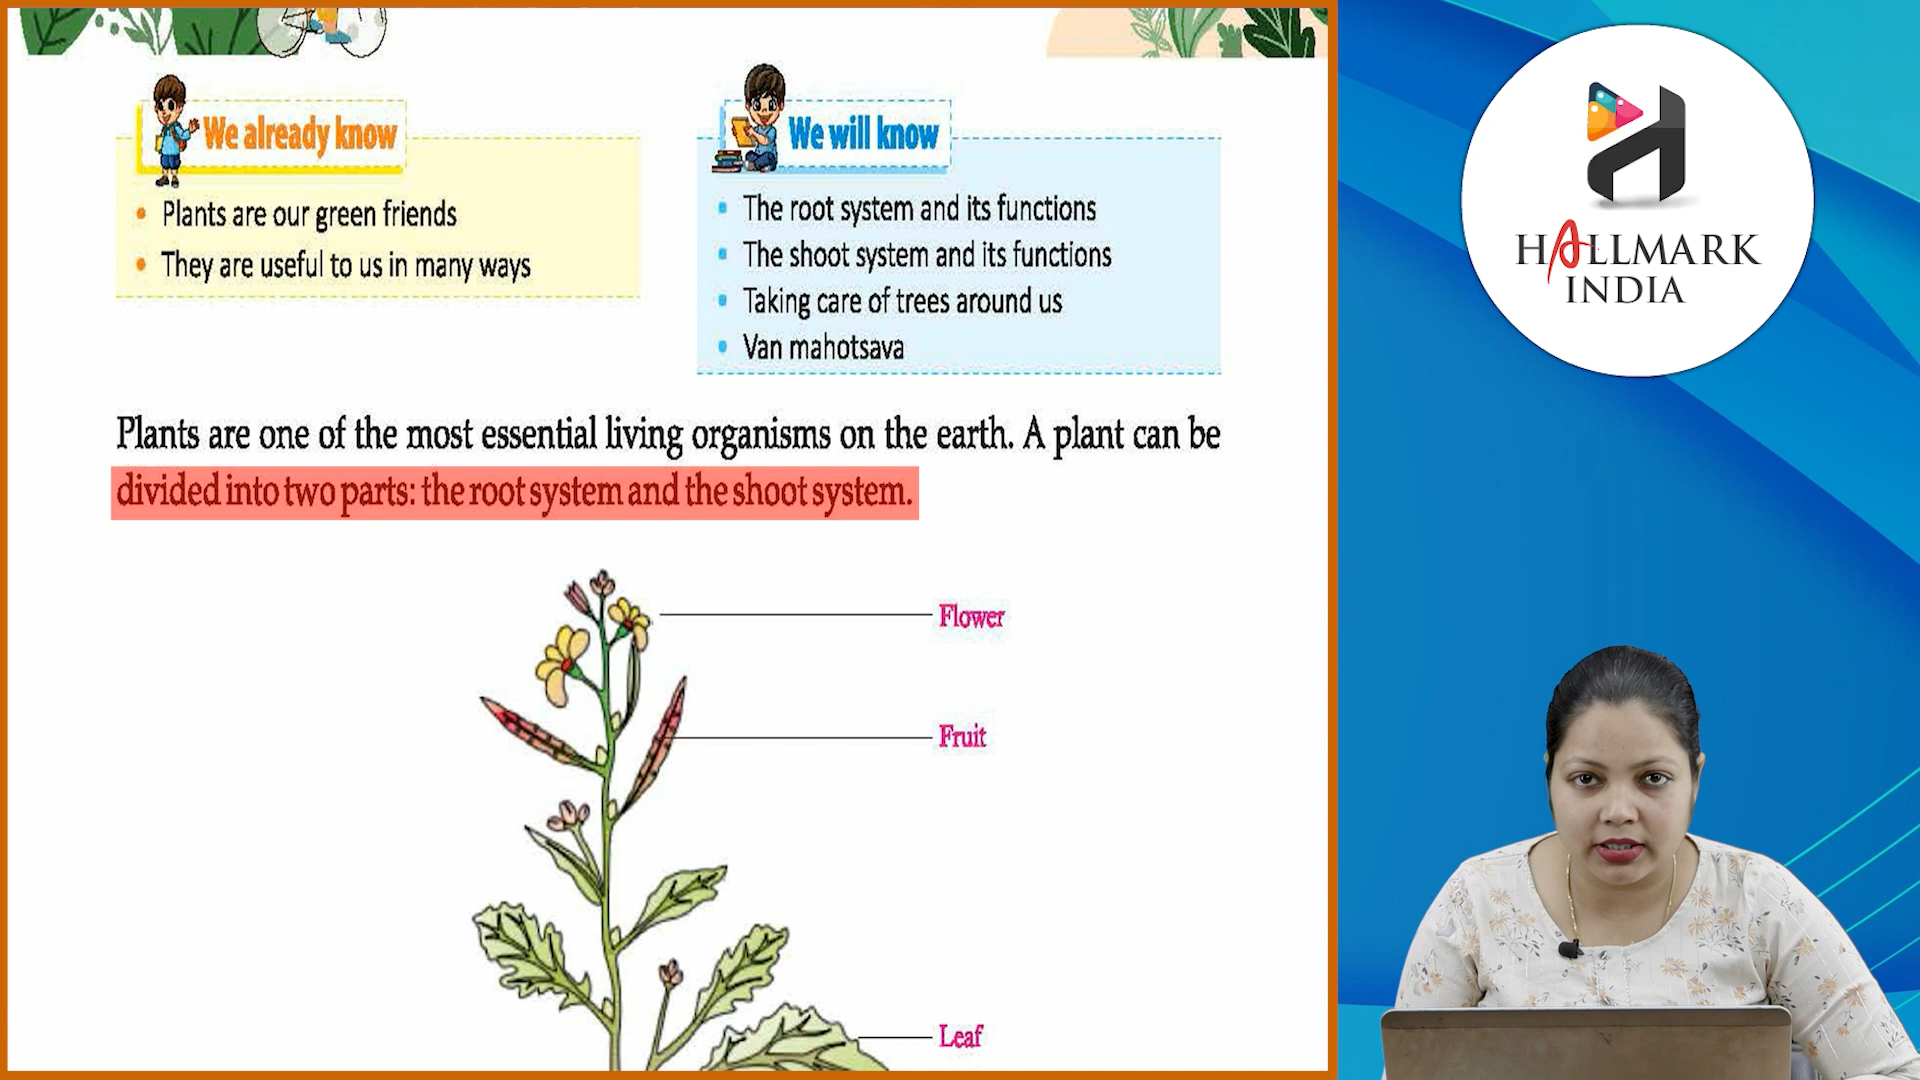 We already know
• Plants are our green friends
• They are useful to us in many ways
We will know
• The root system and its functions
• The shoot system and its functions
• Taking care of trees around us
• Van mahotsava
Plants are one of the most essential living organisms on the earth. A plant can be
divided into two parts: the root system and the shoot system.
Flower
Fruit
Leaf
HALLMARK
INDIA